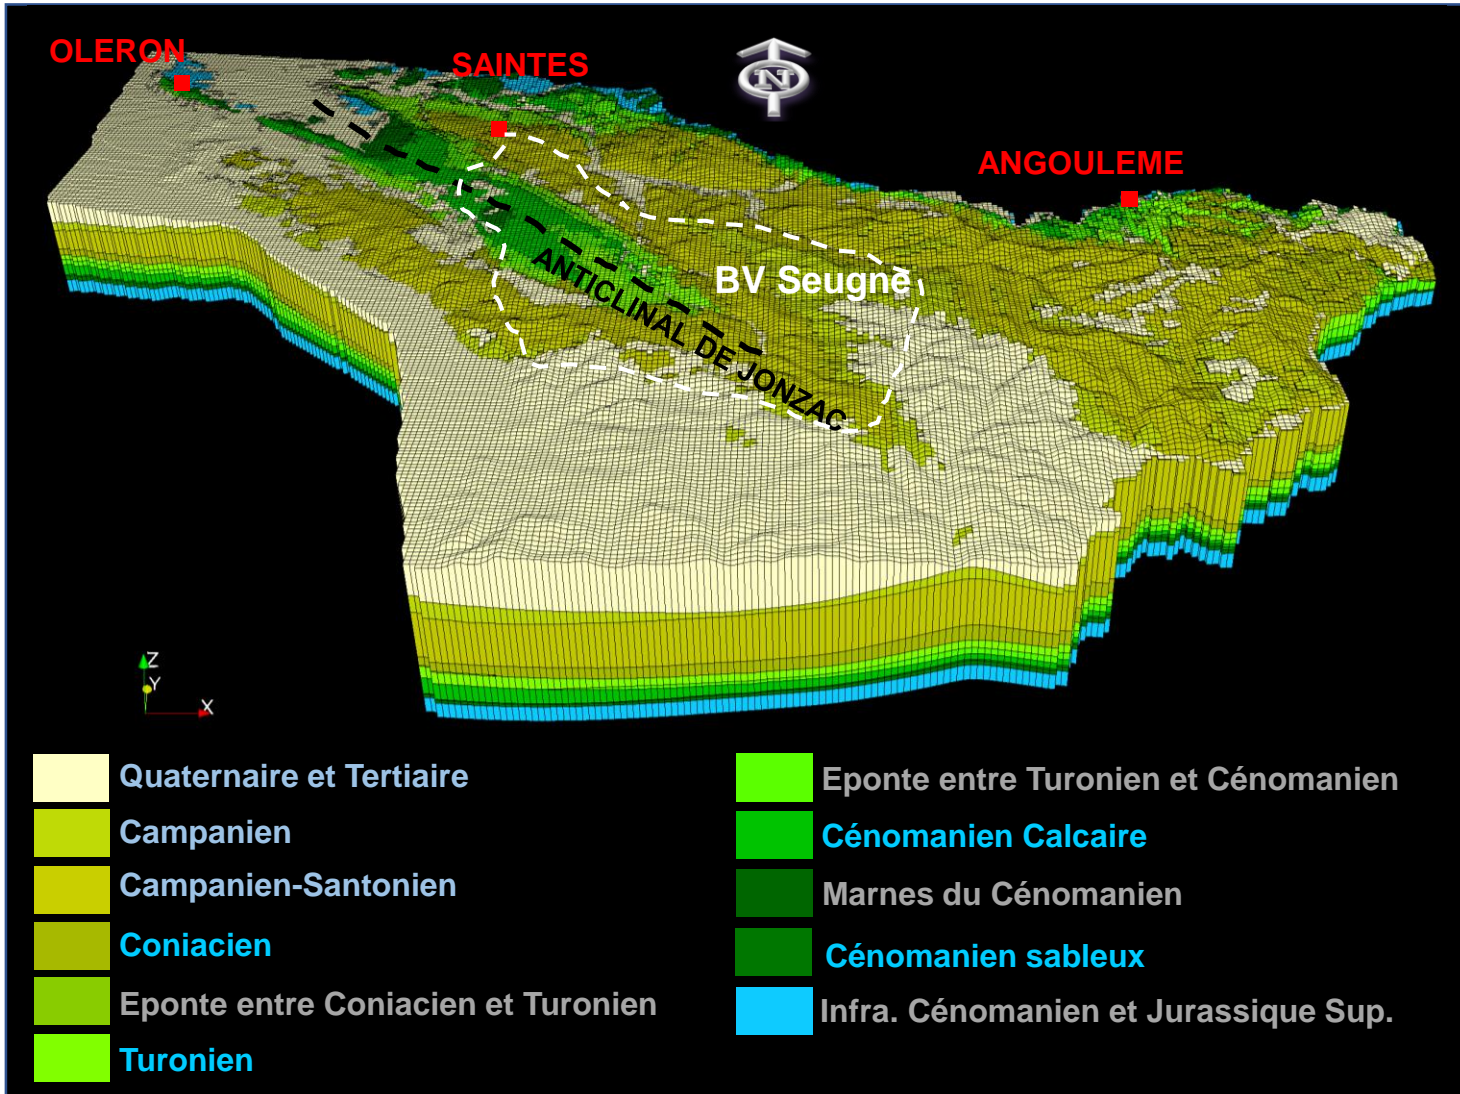 OLERON
SAINTES
N
ANGOULEME
BV Seugne
ANTICLINAL DE JONZAC
Z
Y
X
Quaternaire et Tertiaire
Campanien
Campanien-Santonien
Coniacien
Eponte entre Coniacien et Turonien
Turonien
Eponte entre Turonien et Cénomanien
Cénomanien Calcaire
Marnes du Cénomanien
Cénomanien sableux
Infra. Cénomanien et Jurassique Sup.